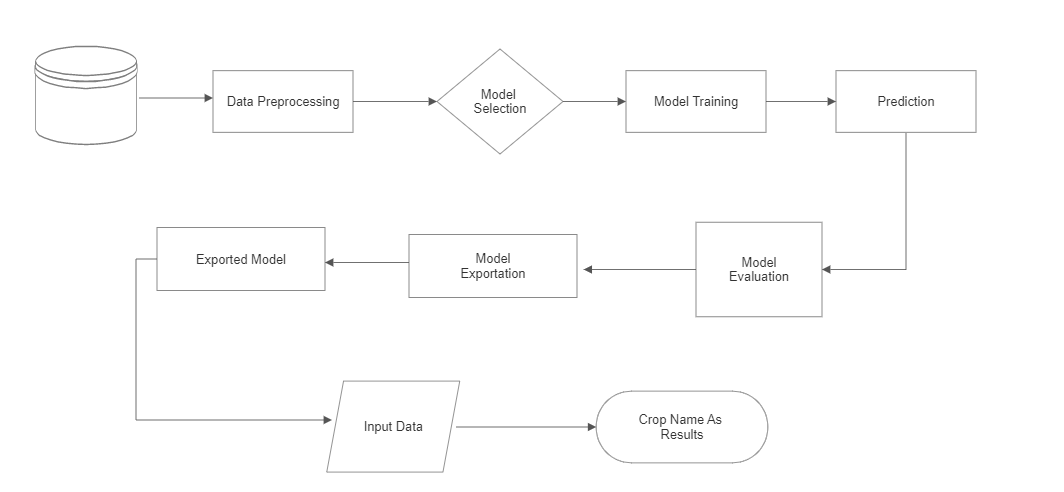 Data Preprocessing
Model
Selection
Model Training
Prediction
Exported Model
Model
Exportation
Model
Evaluation
Input Data
Crop Name As
Results